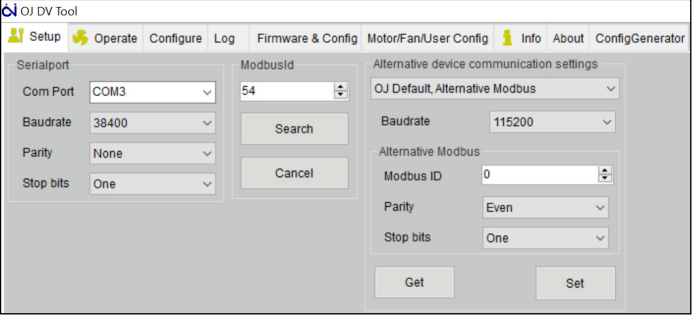 OJ DV Tool
Setup Operate Configure Log Firmware & Config Motor/Fan/User Config Info About ConfigGenerator
Serialport
Com Port COM3
Baudrate 38400
Parity None
Stop bits One
ModbusId
54
Search
Cancel
Alternative device communication settings
OJ Default, Alternative Modbus
Baudrate 115200
Alternative Modbus
Modbus ID 0
Parity Even
Stop bits One
Get Set